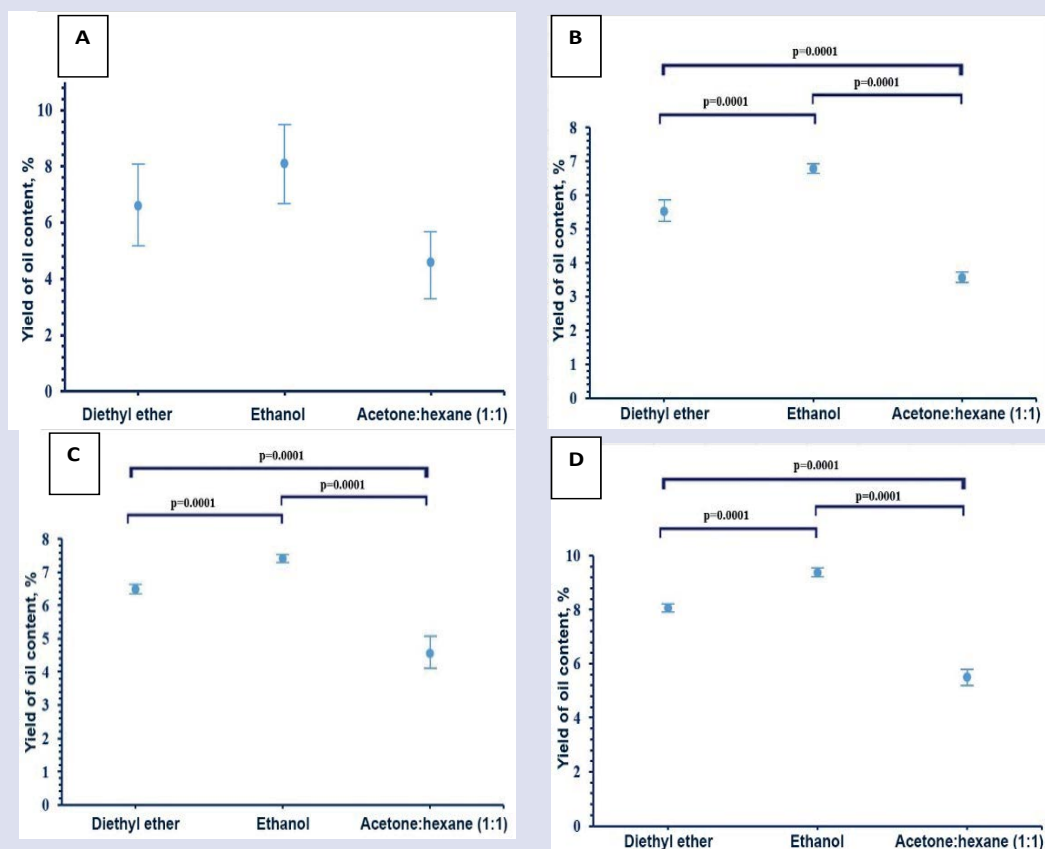 A
Yield of oil content, %
10
8
6
4
2
0
Diethyl ether
Ethanol
Acetone:hexane (1:1)
B
p=0.0001
p=0.0001
p=0.0001
Yield of oil content, %
8
7
6
5
4
3
2
1
0
Diethyl ether
Ethanol
Acetone:hexane (1:1)
C
p=0.0001
p=0.0001
p=0.0001
Yield of oil content, %
8
7
6
5
4
3
2
1
0
Diethyl ether
Ethanol
Acetone:hexane (1:1)
D
p=0.0001
p=0.0001
p=0.0001
Yield of oil content, %
10
8
6
4
2
0
Diethyl ether
Ethanol
Acetone:hexane (1:1)